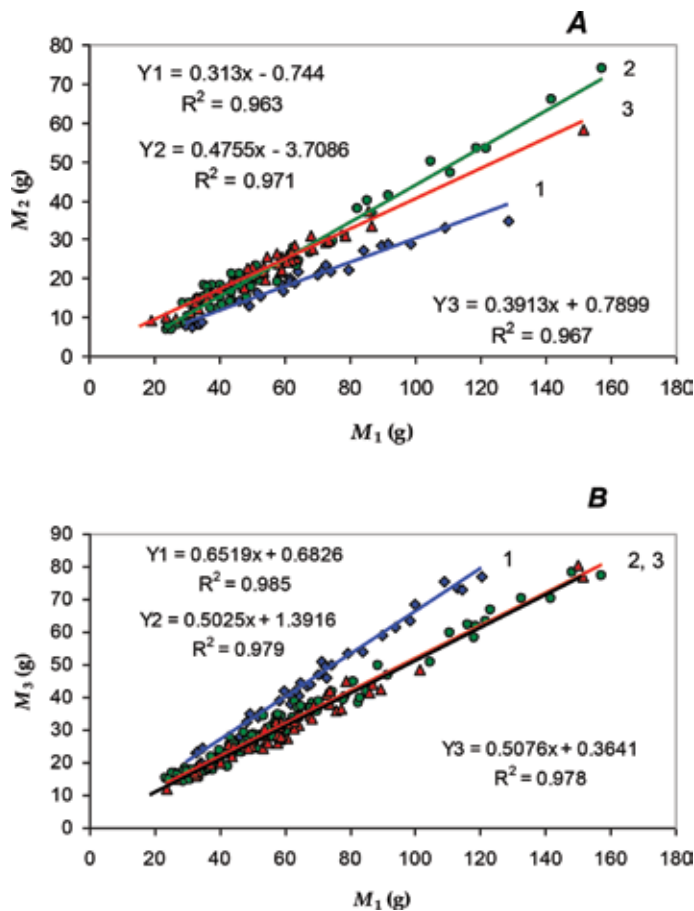 A
80
70
60
50
40
30
20
10
0
M₂ (g)
Y1 = 0.313x - 0.744
R² = 0.963
Y2 = 0.4755x - 3.7086
R² = 0.971
2
3
1
Y3 = 0.3913x + 0.7899
R² = 0.967
0 20 40 60 80 100 120 140 160 180
M₁ (g)
B
90
80
70
60
50
40
30
20
10
0
M₃ (g)
Y1 = 0.6519x + 0.6826
R² = 0.985
Y2 = 0.5025x + 1.3916
R² = 0.979
1
2, 3
Y3 = 0.5076x + 0.3641
R² = 0.978
0 20 40 60 80 100 120 140 160 180
M₁ (g)